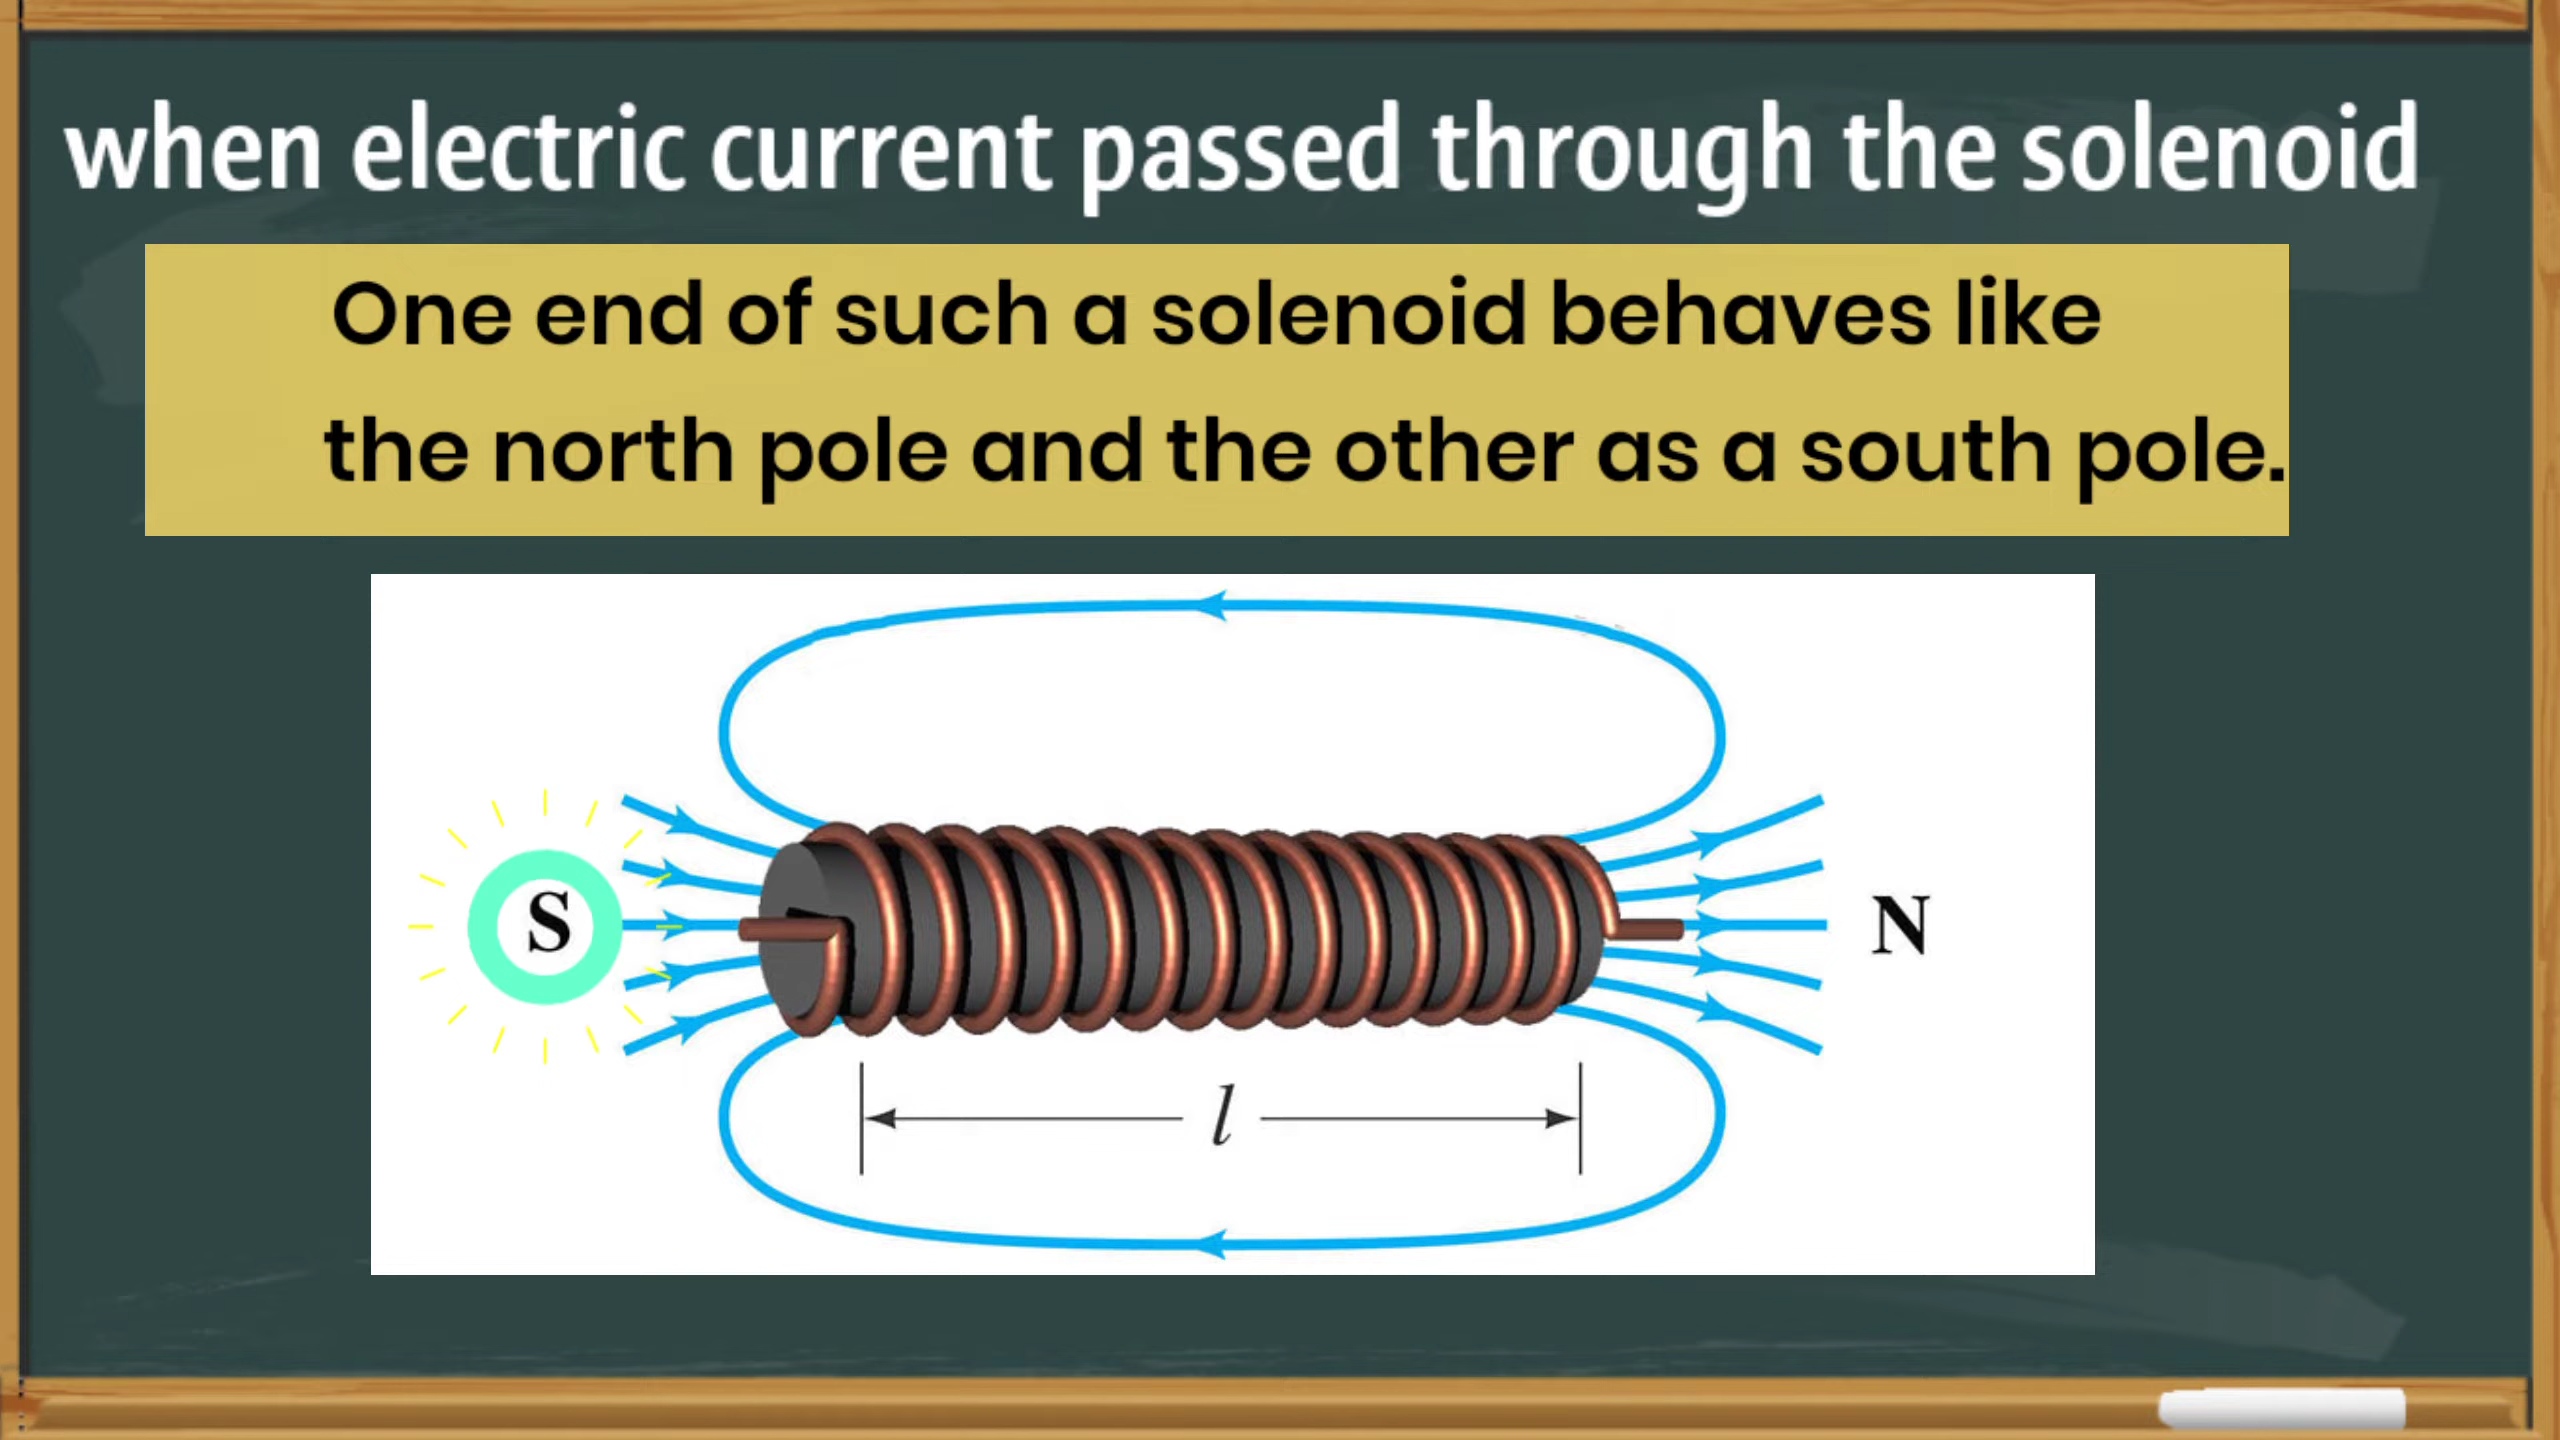 when electric current passed through the solenoid
One end of such a solenoid behaves like
the north pole and the other as a south pole.
S
N
l